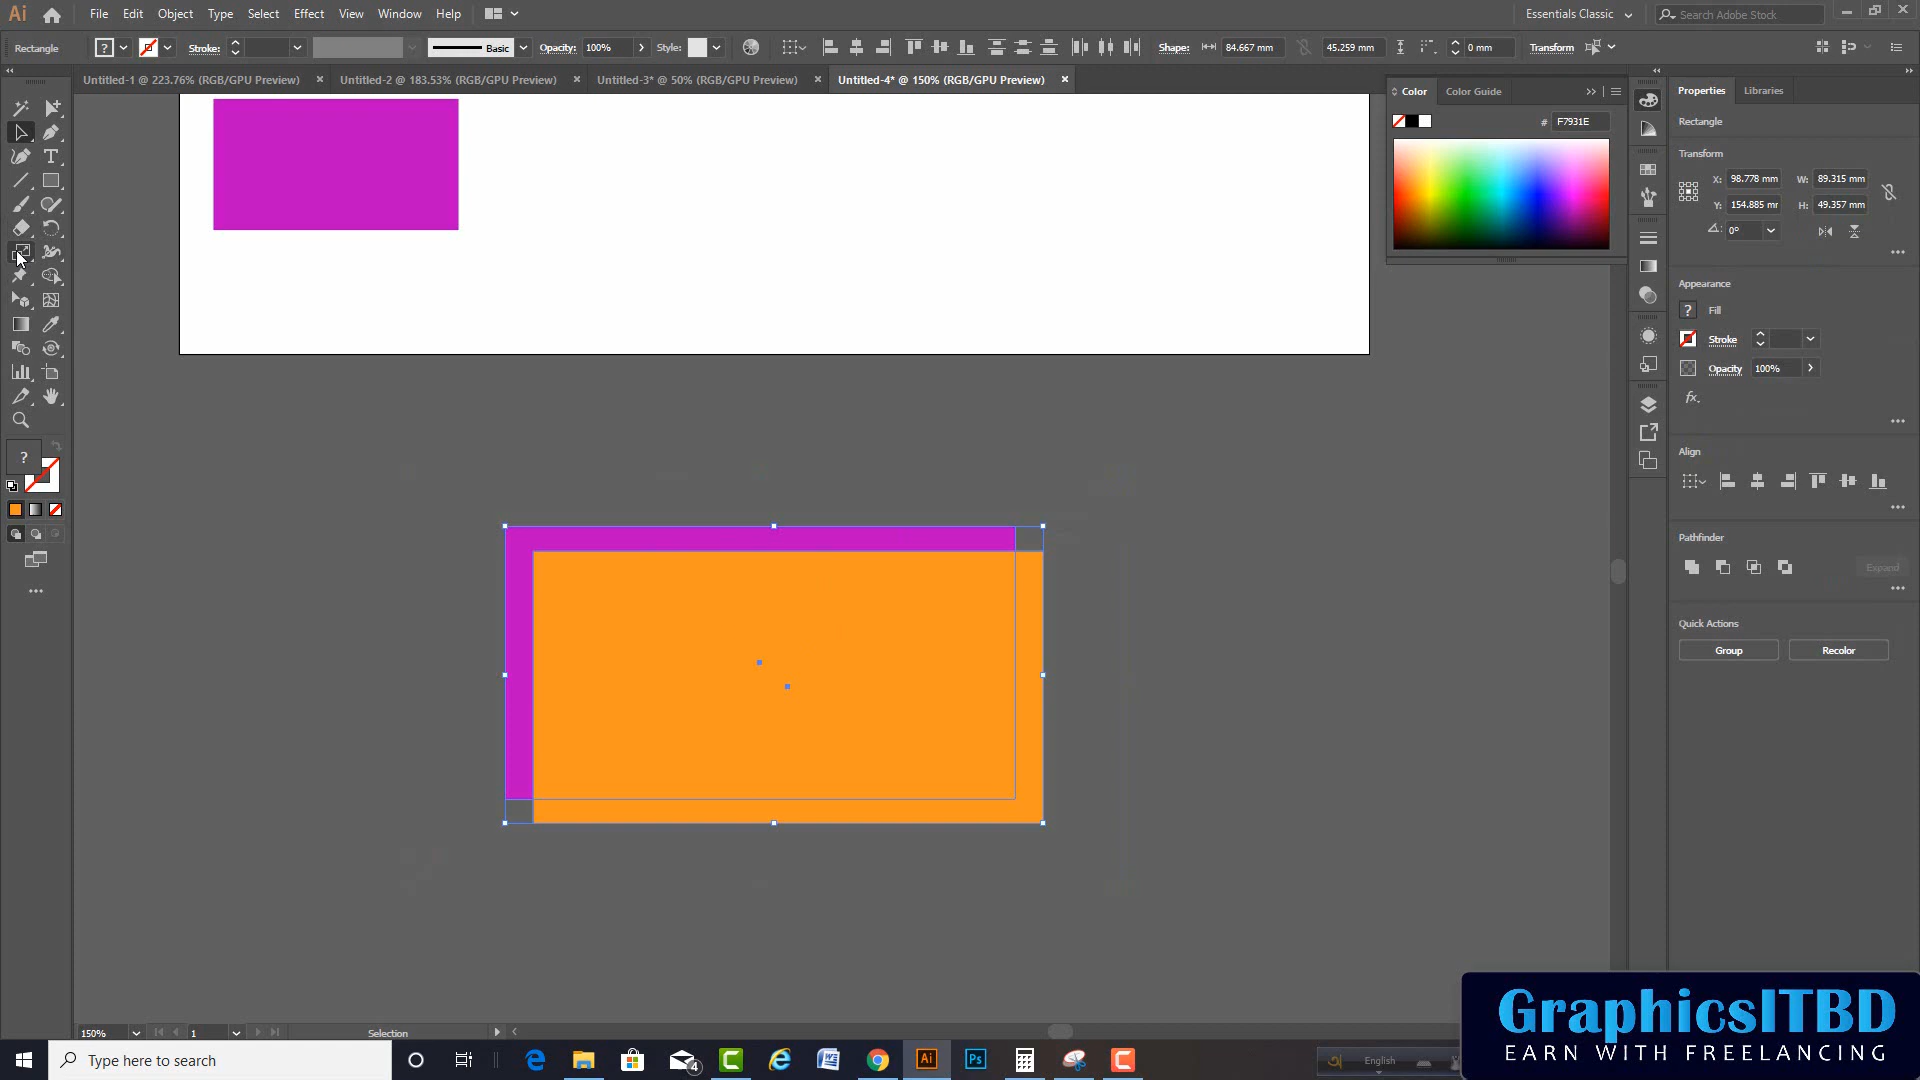 Ai File Edit Object Type Select Effect View Window Help Essentials Classic Search Adobe Stock
Rectangle ? Stroke: Basic Opacity: 100% Style: Shape: 84.667 mm 45.259 mm 0 mm Transform
Untitled-1 @ 223.76% (RGB/GPU Preview) × Untitled-2 @ 183.53% (RGB/GPU Preview) × Untitled-3* @ 50% (RGB/GPU Preview) × Untitled-4* @ 150% (RGB/GPU Preview) ×
Color Color Guide
# F7931E
Properties Libraries
Rectangle
Transform
X: 98.778 mm W: 89.315 mm
Y: 154.885 mm H: 49.357 mm
0°
Appearance
? Fill
Stroke
Opacity 100%
fx.
Align
Pathfinder
Expand
Quick Actions
Group Recolor
?
150% 1 Selection
Type here to search
4
Ai
Ps
English
GraphicsITBD
EARN WITH FREELANCING